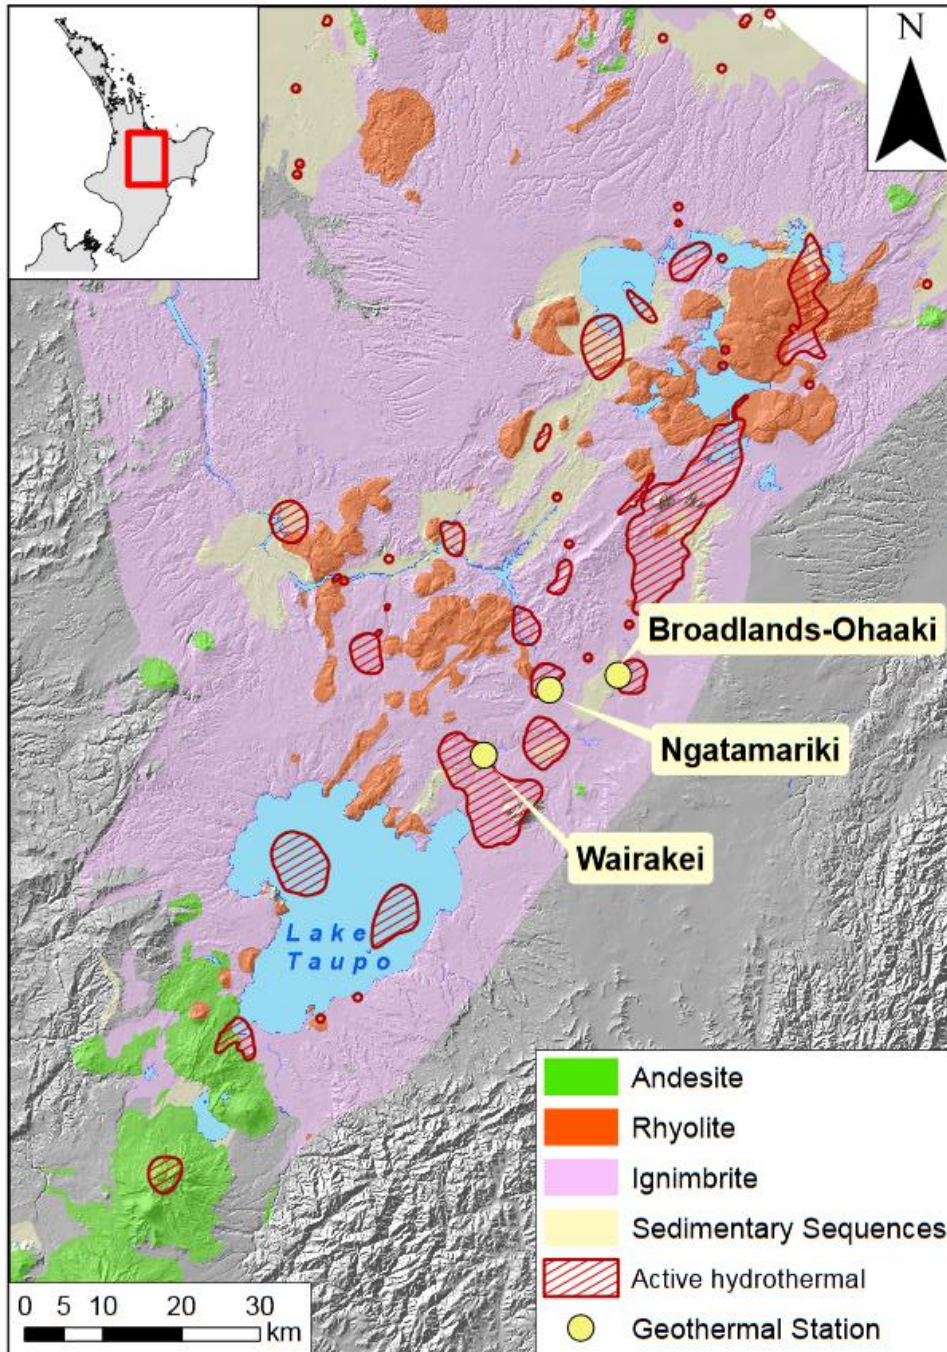 N
Broadlands-Ohaaki
Ngatamariki
Wairakei
Lake
Taupo
Andesite
Rhyolite
Ignimbrite
Sedimentary Sequences
Active hydrothermal
Geothermal Station
0 5 10 20 30
km